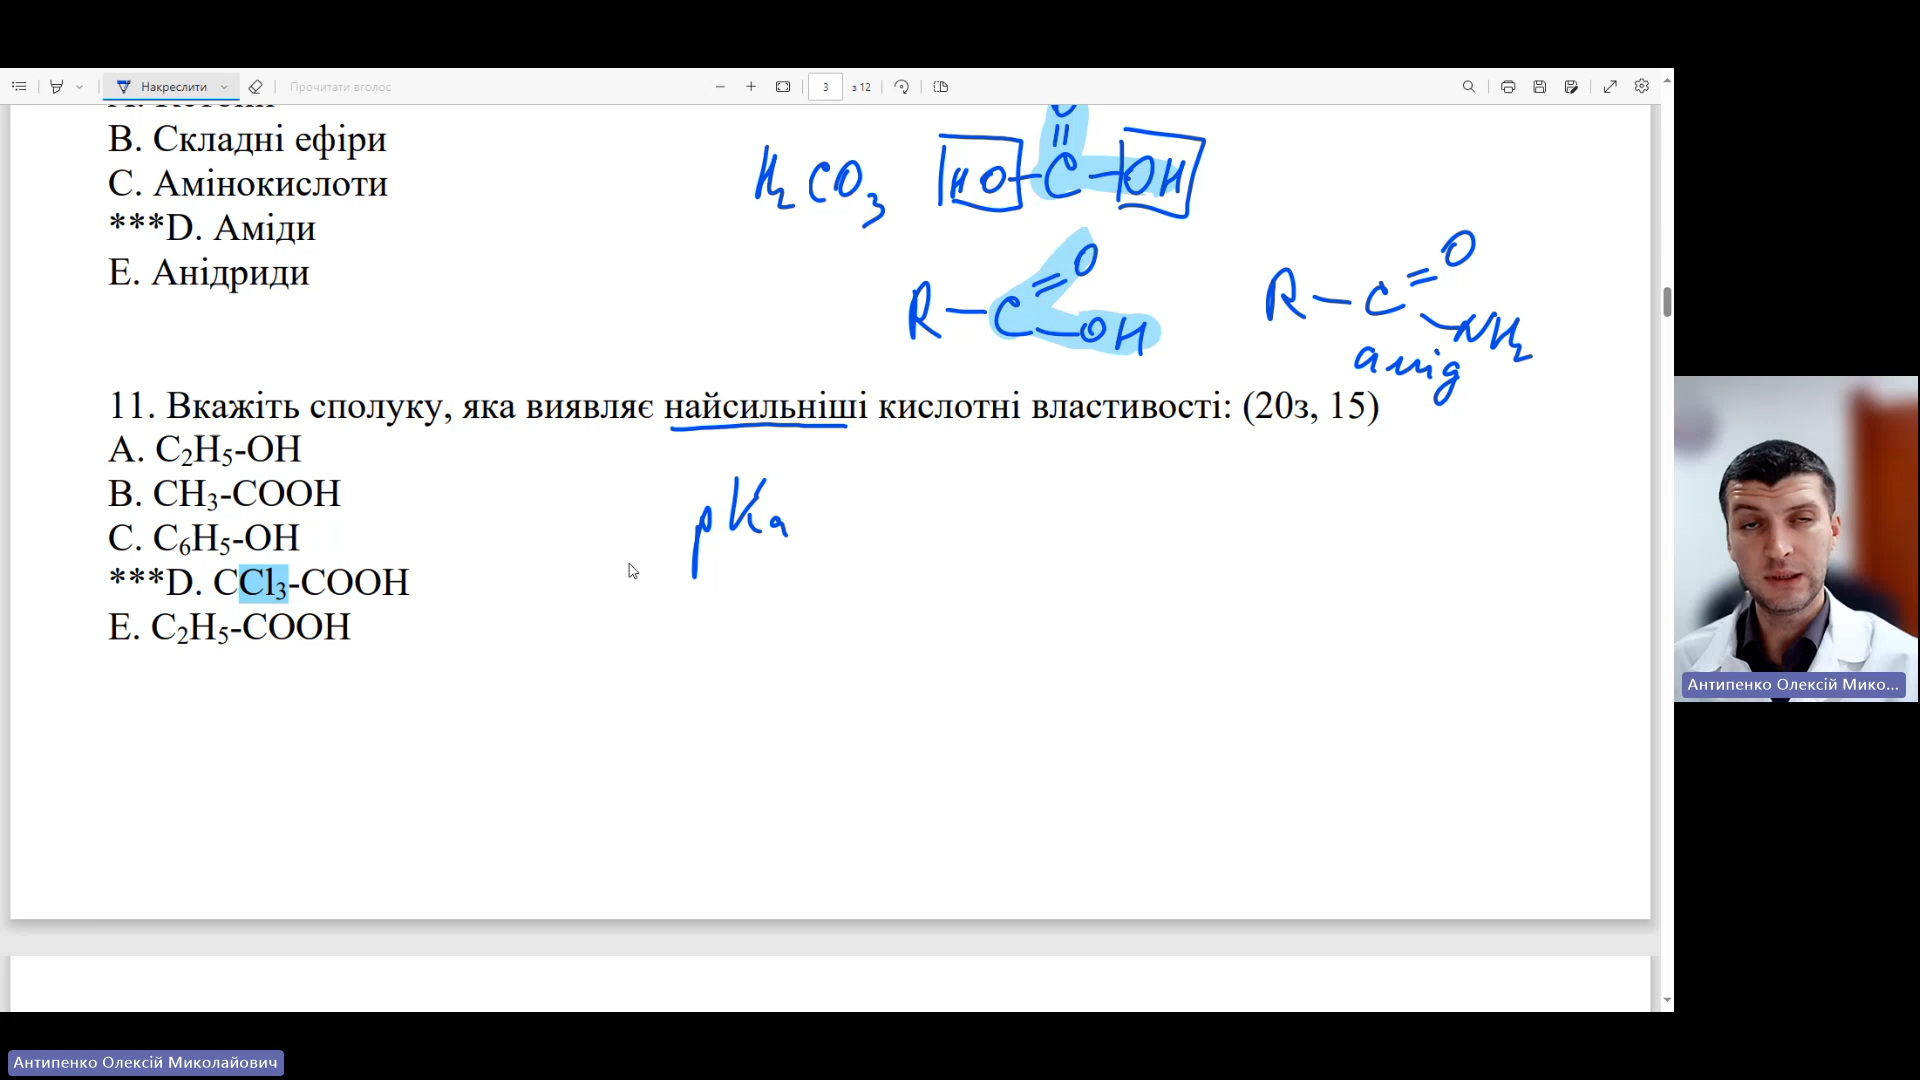 Накреслити
Прочитати вголос
3
з 12
B. Складні ефіри
C. Амінокислоти
***D. Аміди
E. Анідриди
H₂CO₃
HO-C-OH
R-C=O
OH
R-C=O
NH₂
амід
11. Вкажіть сполуку, яка виявляє найсильніші кислотні властивості: (20з, 15)
A. C₂H₅-OH
B. CH₃-COOH
C. C₆H₅-OH
***D. CCl₃-COOH
E. C₂H₅-COOH
pKa
Антипенко Олексій Мико...
Антипенко Олексій Миколайович